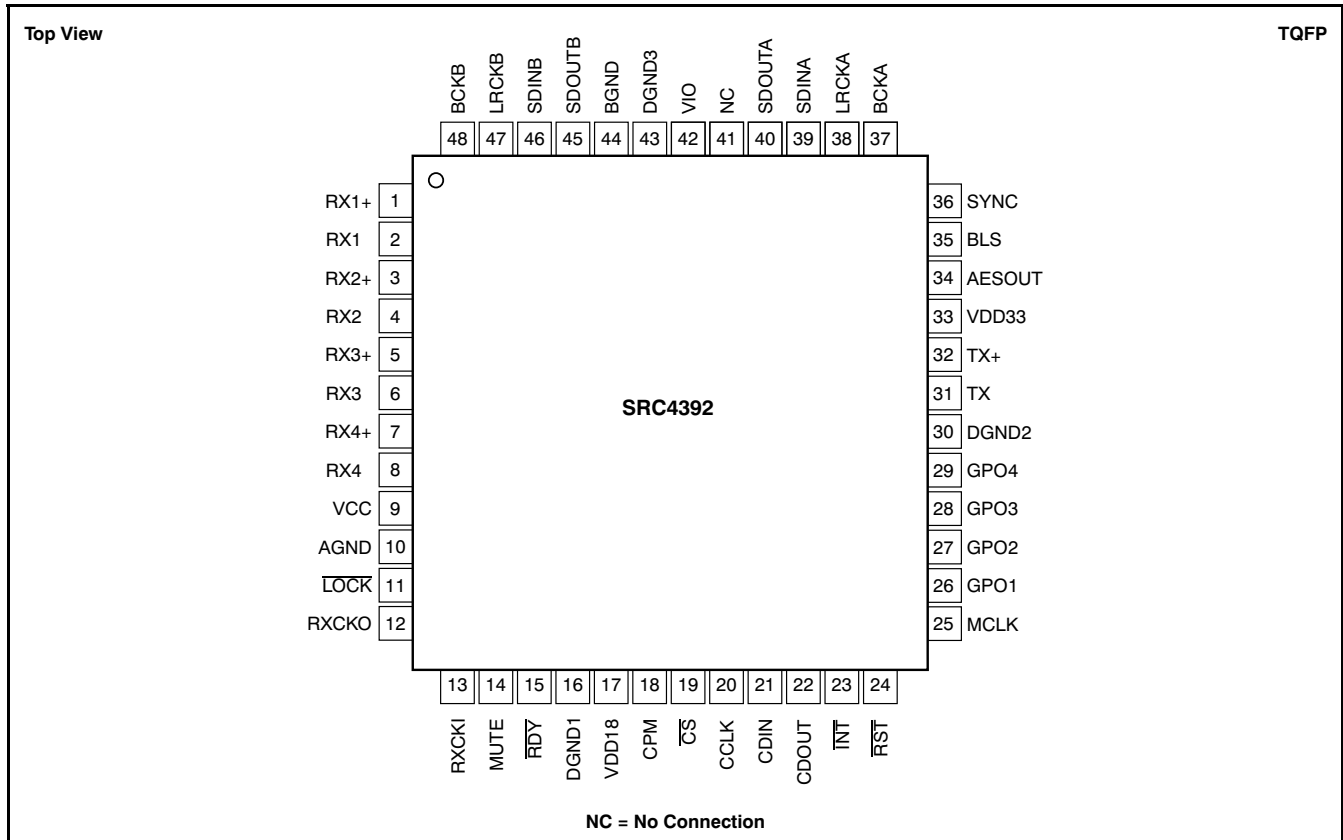 Top View
TQFP
BCKB
LRCKB
SDINB
SDOUTB
BGND
DGND3
VIO
NC
SDOUTA
SDINA
LRCKA
BCKA
48 47 46 45 44 43 42 41 40 39 38 37
RX1+ 1
RX1 2
RX2+ 3
RX2 4
RX3+ 5
RX3 6
RX4+ 7
RX4 8
VCC 9
AGND 10
L̅O̅C̅K̅ 11
RXCKO 12
SRC4392
36 SYNC
35 BLS
34 AESOUT
33 VDD33
32 TX+
31 TX
30 DGND2
29 GPO4
28 GPO3
27 GPO2
26 GPO1
25 MCLK
13 14 15 16 17 18 19 20 21 22 23 24
RXCKI
MUTE
R̅D̅Y̅
DGND1
VDD18
CPM
C̅S̅
CCLK
CDIN
CDOUT
I̅N̅T̅
R̅S̅T̅
NC = No Connection